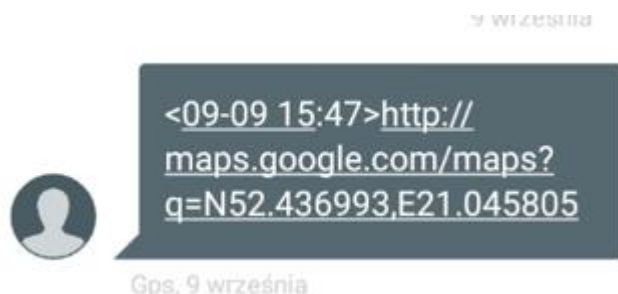 9 września
<09-09 15:47>http://
maps.google.com/maps?
q=N52.436993,E21.045805
Gps, 9 września